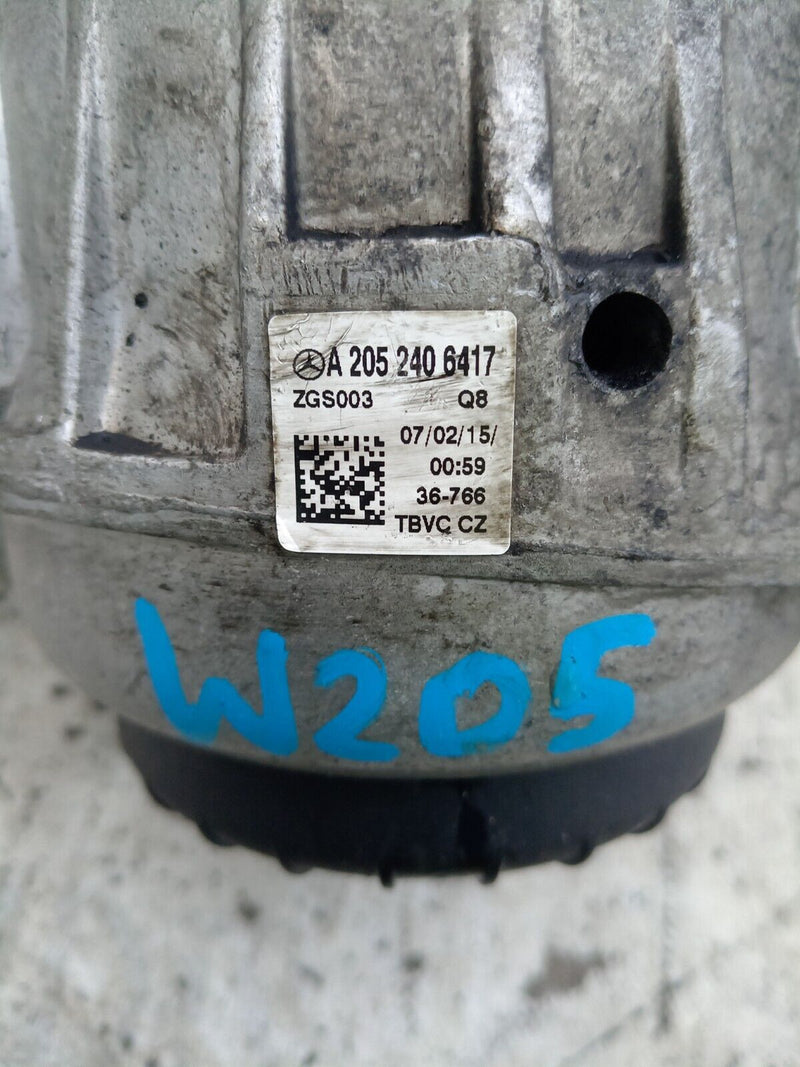 A 205 240 6417
ZGS003 Q8
07/02/15/
00:59
36-766
TBVC CZ
W205